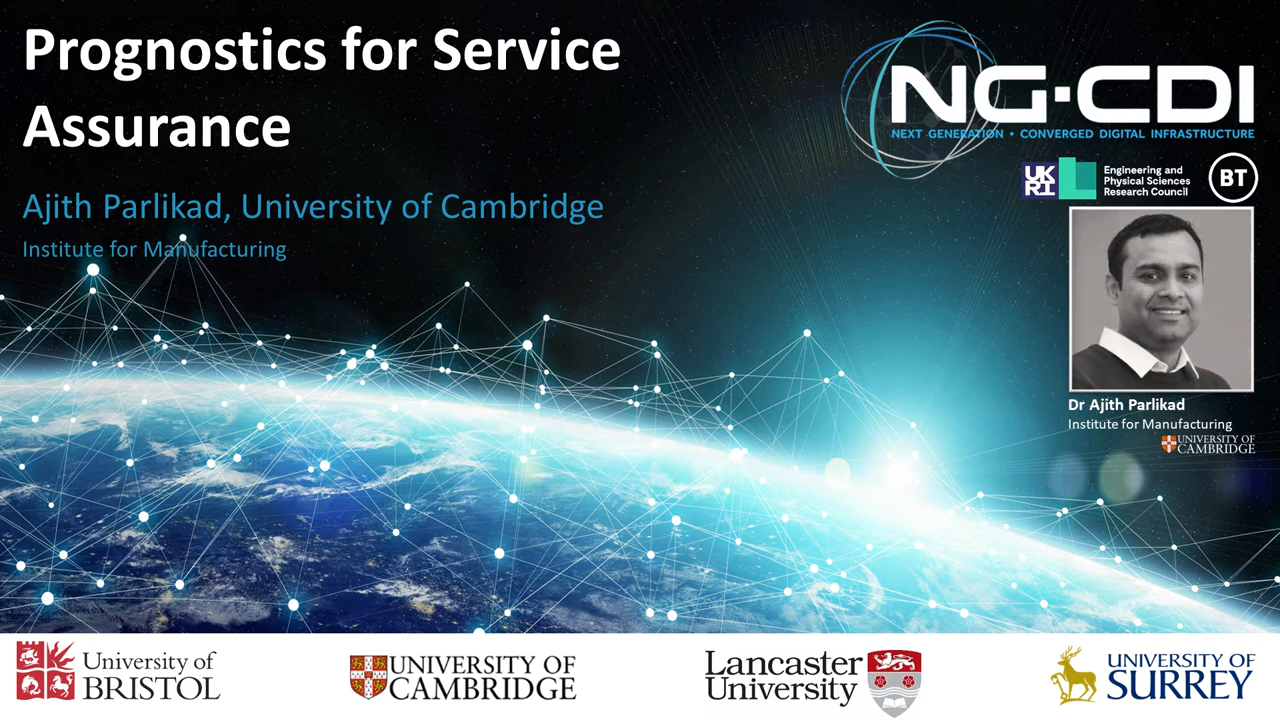 Prognostics for Service
Assurance
Ajith Parlikad, University of Cambridge
Institute for Manufacturing
NG·CDI
NEXT GENERATION • CONVERGED DIGITAL INFRASTRUCTURE
UK
RI
Engineering and
Physical Sciences
Research Council
BT
Dr Ajith Parlikad
Institute for Manufacturing
UNIVERSITY OF
CAMBRIDGE
University of
BRISTOL
UNIVERSITY OF
CAMBRIDGE
Lancaster
University
UNIVERSITY OF
SURREY